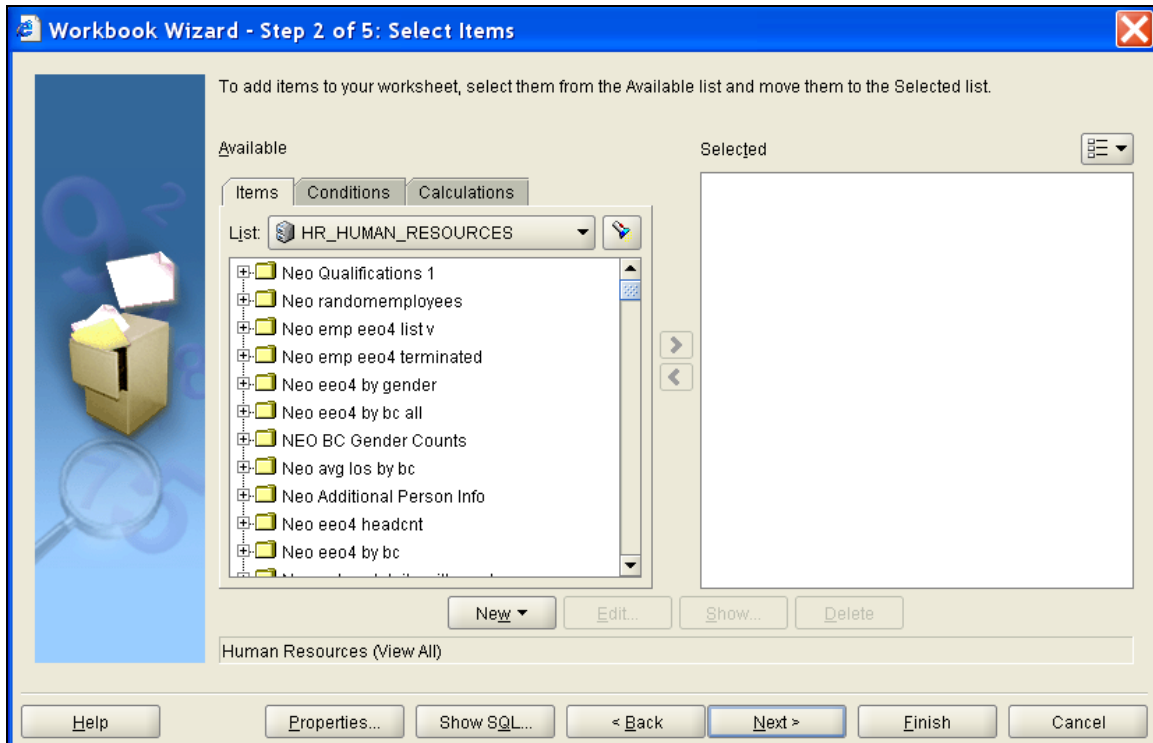 Workbook Wizard - Step 2 of 5: Select Items
To add items to your worksheet, select them from the Available list and move them to the Selected list.
Available
Selected
Items Conditions Calculations
List: HR_HUMAN_RESOURCES
Neo Qualifications 1
Neo randomemployees
Neo emp eeo4 list v
Neo emp eeo4 terminated
Neo eeo4 by gender
Neo eeo4 by bc all
NEO BC Gender Counts
Neo avg los by bc
Neo Additional Person Info
Neo eeo4 headcnt
Neo eeo4 by bc
New Edit... Show... Delete
Human Resources (View All)
Help Properties... Show SQL... < Back Next > Finish Cancel